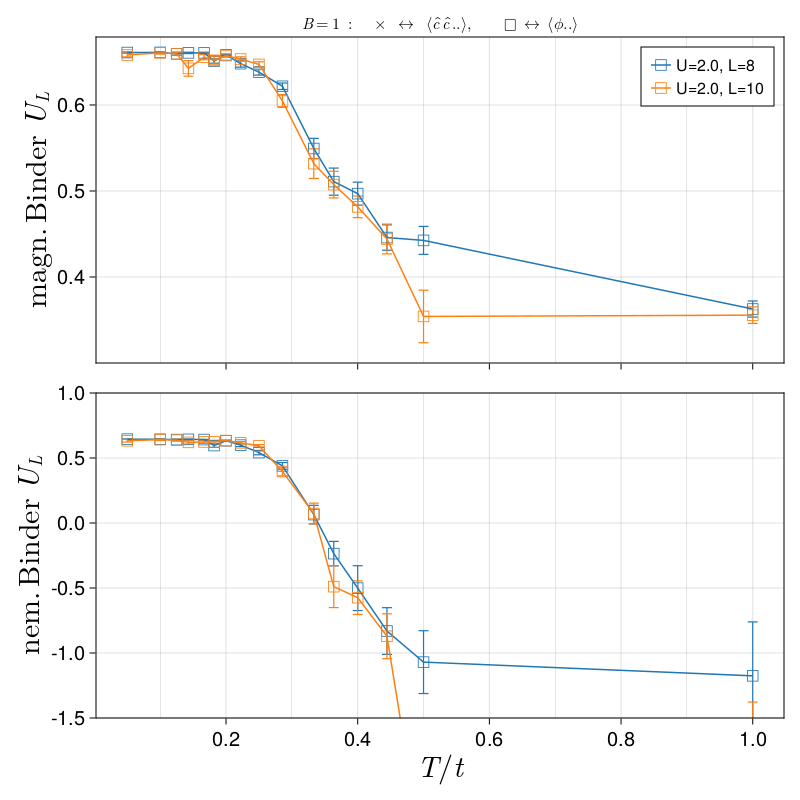 B = 1 : × ↔ ⟨ĉ ĉ ..⟩, □ ↔ ⟨ϕ..⟩
magn. Binder U_L
0.6
0.5
0.4
U=2.0, L=8
U=2.0, L=10
nem. Binder U_L
1.0
0.5
0.0
-0.5
-1.0
-1.5
0.2 0.4 0.6 0.8 1.0
T/t